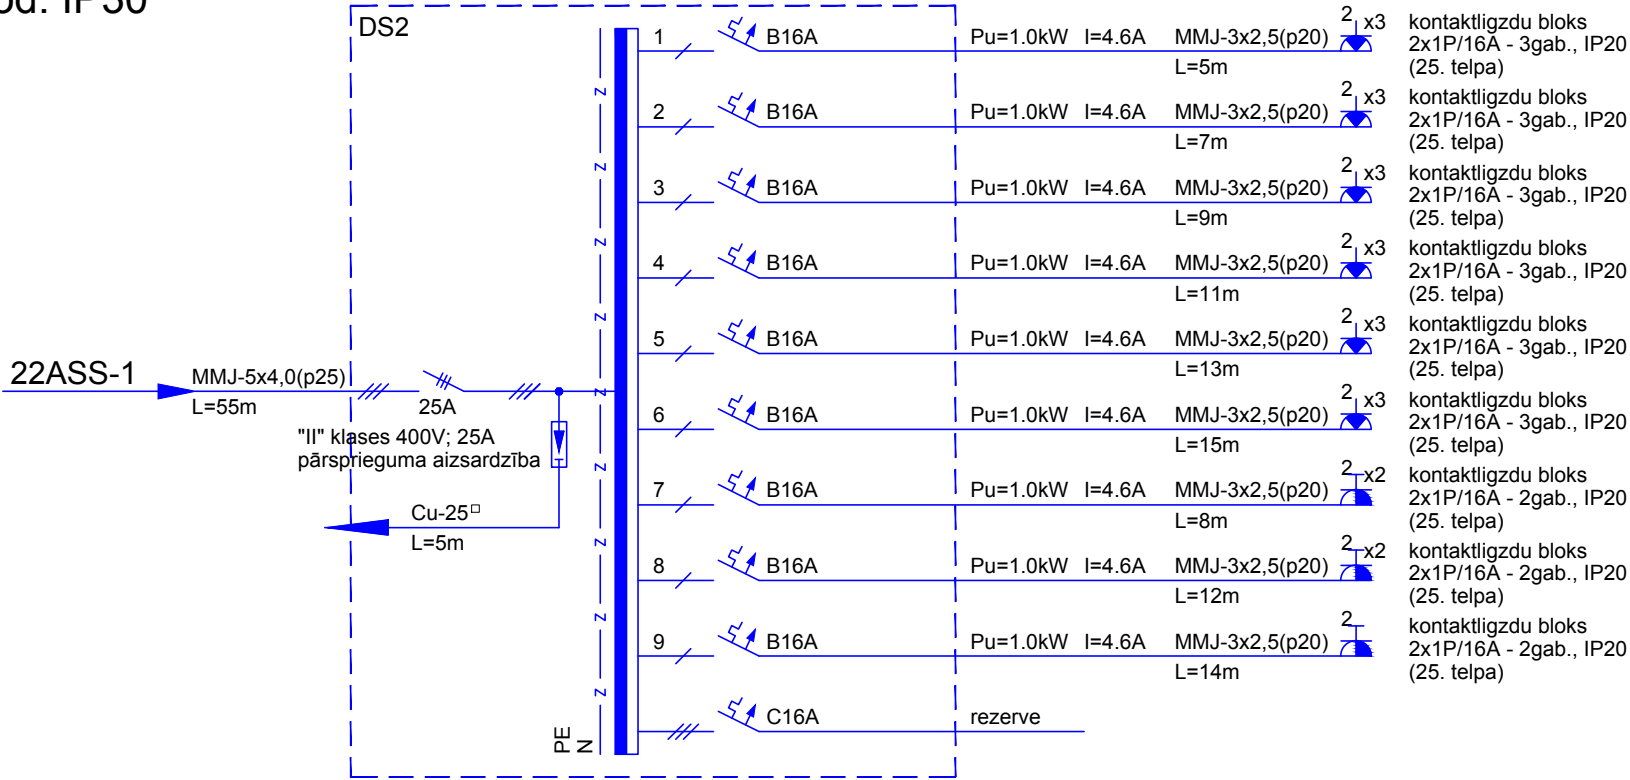 od. IP30
DS2
1 B16A Pu=1.0kW I=4.6A MMJ-3x2,5(p20) 2 x3 kontaktligzdu bloks
2x1P/16A - 3gab., IP20
L=5m (25. telpa)
2 B16A Pu=1.0kW I=4.6A MMJ-3x2,5(p20) 2 x3 kontaktligzdu bloks
2x1P/16A - 3gab., IP20
L=7m (25. telpa)
3 B16A Pu=1.0kW I=4.6A MMJ-3x2,5(p20) 2 x3 kontaktligzdu bloks
2x1P/16A - 3gab., IP20
L=9m (25. telpa)
4 B16A Pu=1.0kW I=4.6A MMJ-3x2,5(p20) 2 x3 kontaktligzdu bloks
2x1P/16A - 3gab., IP20
L=11m (25. telpa)
5 B16A Pu=1.0kW I=4.6A MMJ-3x2,5(p20) 2 x3 kontaktligzdu bloks
2x1P/16A - 3gab., IP20
L=13m (25. telpa)
22ASS-1 MMJ-5x4,0(p25)
L=55m 25A
"II" klases 400V; 25A
pārsprieguma aizsardzība
6 B16A Pu=1.0kW I=4.6A MMJ-3x2,5(p20) 2 x3 kontaktligzdu bloks
2x1P/16A - 3gab., IP20
L=15m (25. telpa)
7 B16A Pu=1.0kW I=4.6A MMJ-3x2,5(p20) 2 x2 kontaktligzdu bloks
2x1P/16A - 2gab., IP20
L=8m (25. telpa)
Cu-25□
L=5m
8 B16A Pu=1.0kW I=4.6A MMJ-3x2,5(p20) 2 x2 kontaktligzdu bloks
2x1P/16A - 2gab., IP20
L=12m (25. telpa)
9 B16A Pu=1.0kW I=4.6A MMJ-3x2,5(p20) 2 kontaktligzdu bloks
2x1P/16A - 2gab., IP20
L=14m (25. telpa)
C16A rezerve
PE
N
z
z
z
z
z
z
z
z
z